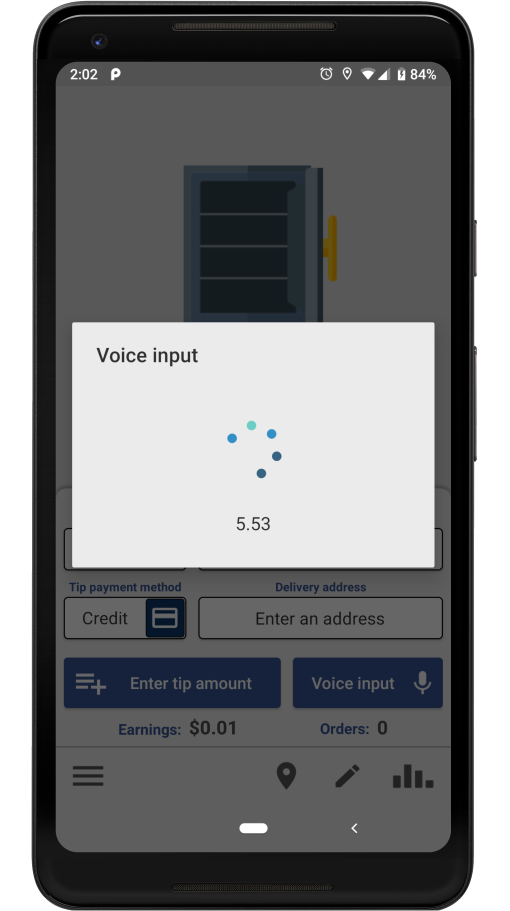 2:02 84%
Voice input
5.53
Tip payment method Delivery address
Credit Enter an address
Enter tip amount Voice input
Earnings: $0.01 Orders: 0